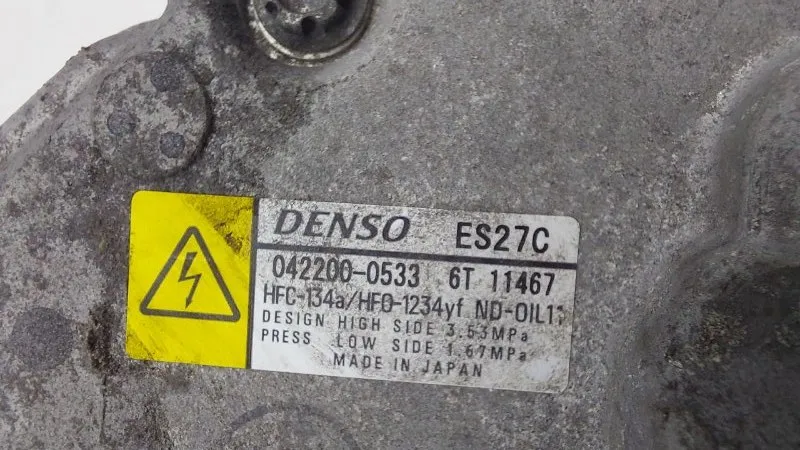 DENSO ES27C
042200-0533 6T 11467
HFC-134a/HFO-1234yf ND-OIL11
DESIGN HIGH SIDE 3.53MPa
PRESS LOW SIDE 1.67MPa
MADE IN JAPAN